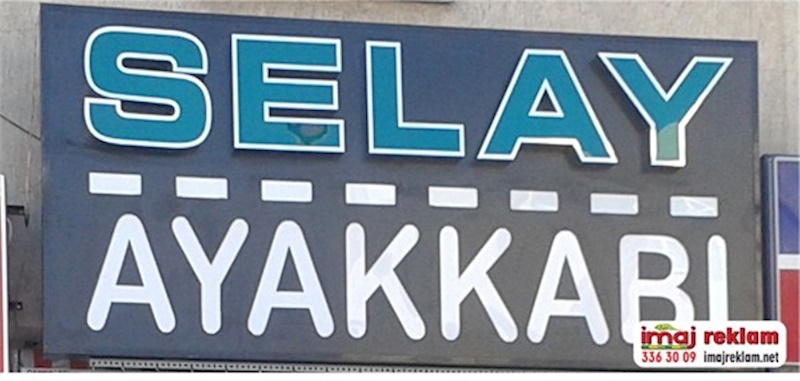 SELAY
AYAKKABI
imaj reklam
336 30 09 imajreklam.net